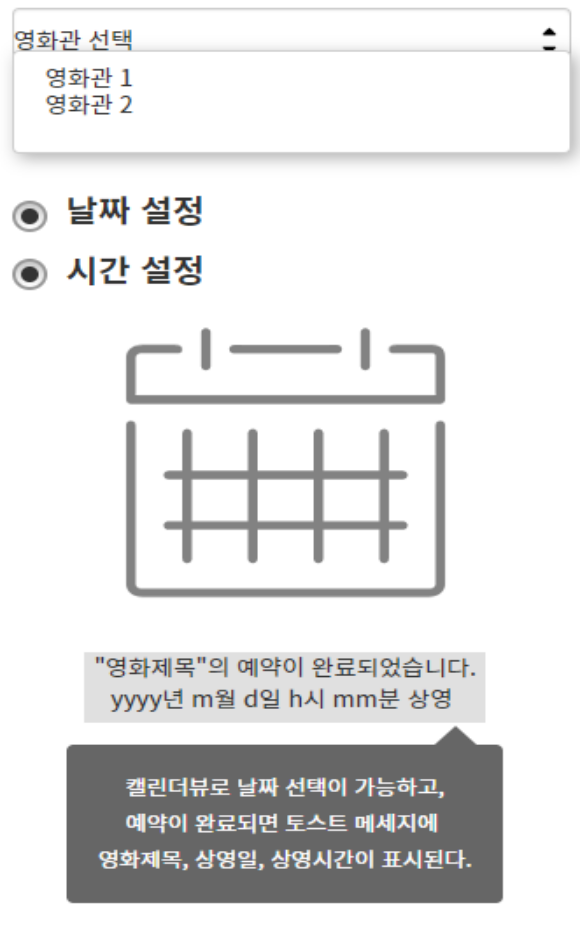 영화관 선택
영화관 1
영화관 2
날짜 설정
시간 설정
"영화제목"의 예약이 완료되었습니다.
yyyy년 m월 d일 h시 mm분 상영
캘린더뷰로 날짜 선택이 가능하고,
예약이 완료되면 토스트 메세지에
영화제목, 상영일, 상영시간이 표시된다.